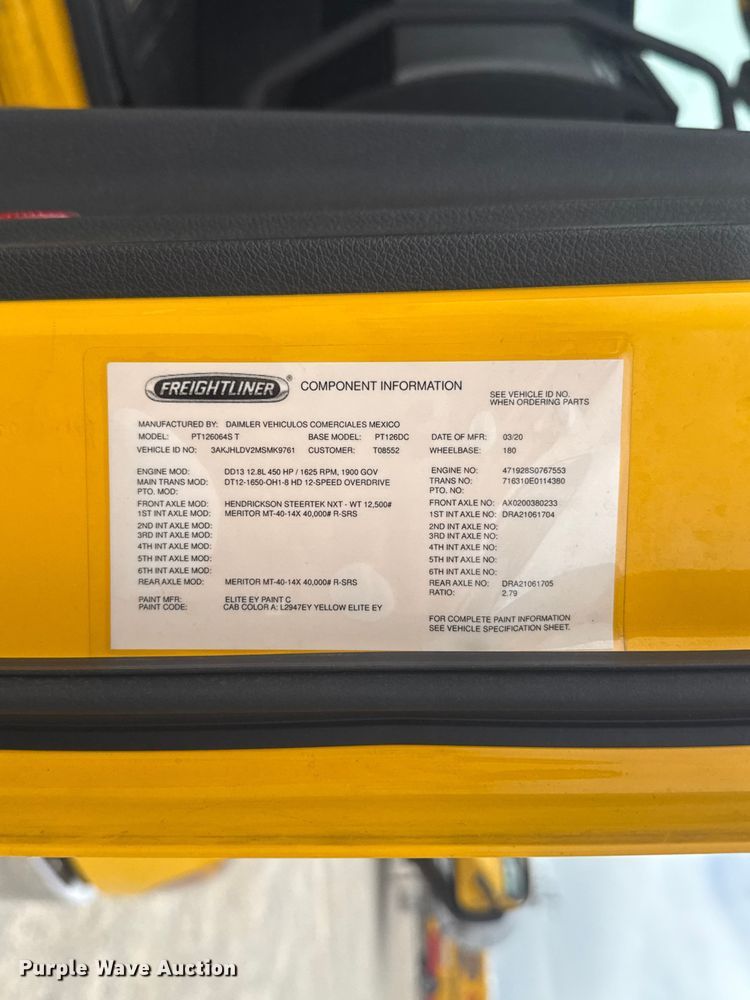 FREIGHTLINER® COMPONENT INFORMATION
SEE VEHICLE ID NO.
WHEN ORDERING PARTS
MANUFACTURED BY: DAIMLER VEHICULOS COMERCIALES MEXICO
MODEL: PT126064S T BASE MODEL: PT126DC DATE OF MFR: 03/20
VEHICLE ID NO: 3AKJHLDV2MSMK9761 CUSTOMER: T08552 WHEELBASE: 180
ENGINE MOD: DD13 12.8L 450 HP / 1625 RPM, 1900 GOV ENGINE NO: 471928S0767553
MAIN TRANS MOD: DT12-1650-OH1-8 HD 12-SPEED OVERDRIVE TRANS NO: 716310E0114380
PTO. MOD: PTO. NO:
FRONT AXLE MOD: HENDRICKSON STEERTEK NXT - WT 12,500# FRONT AXLE NO: AX0200380233
1ST INT AXLE MOD: MERITOR MT-40-14X 40,000# R-SRS 1ST INT AXLE NO: DRA21061704
2ND INT AXLE MOD: 2ND INT AXLE NO:
3RD INT AXLE MOD: 3RD INT AXLE NO:
4TH INT AXLE MOD: 4TH INT AXLE NO:
5TH INT AXLE MOD: 5TH INT AXLE NO:
6TH INT AXLE MOD: 6TH INT AXLE NO:
REAR AXLE MOD: MERITOR MT-40-14X 40,000# R-SRS REAR AXLE NO: DRA21061705
RATIO: 2.79
PAINT MFR: ELITE EY PAINT C
PAINT CODE: CAB COLOR A: L2947EY YELLOW ELITE EY
FOR COMPLETE PAINT INFORMATION
SEE VEHICLE SPECIFICATION SHEET.
Purple Wave Auction